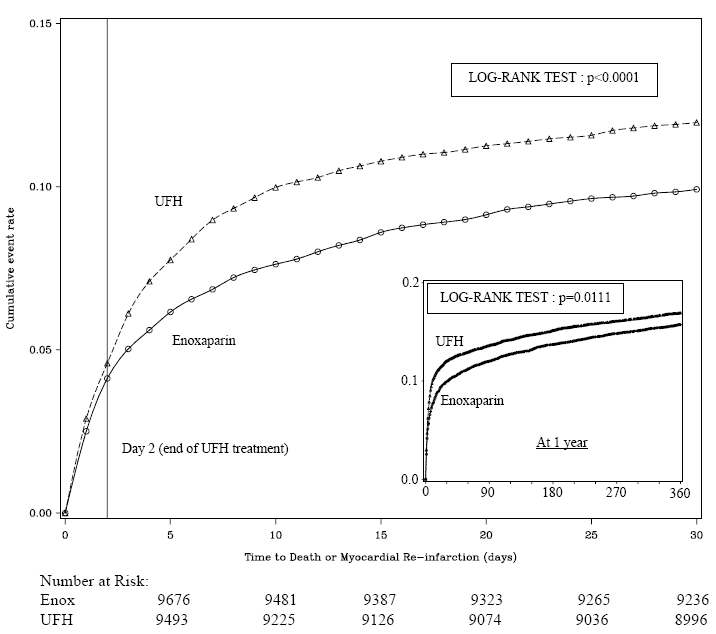 0.15
LOG-RANK TEST : p<0.0001
0.10
UFH
Cumulative event rate
0.2
LOG-RANK TEST : p=0.0111
UFH
Enoxaparin
0.05
0.1
Enoxaparin
At 1 year
Day 2 (end of UFH treatment)
0.0
0 90 180 270 360
0.00
0 5 10 15 20 25 30
Time to Death or Myocardial Re-infarction (days)
Number at Risk:
Enox 9676 9481 9387 9323 9265 9236
UFH 9493 9225 9126 9074 9036 8996